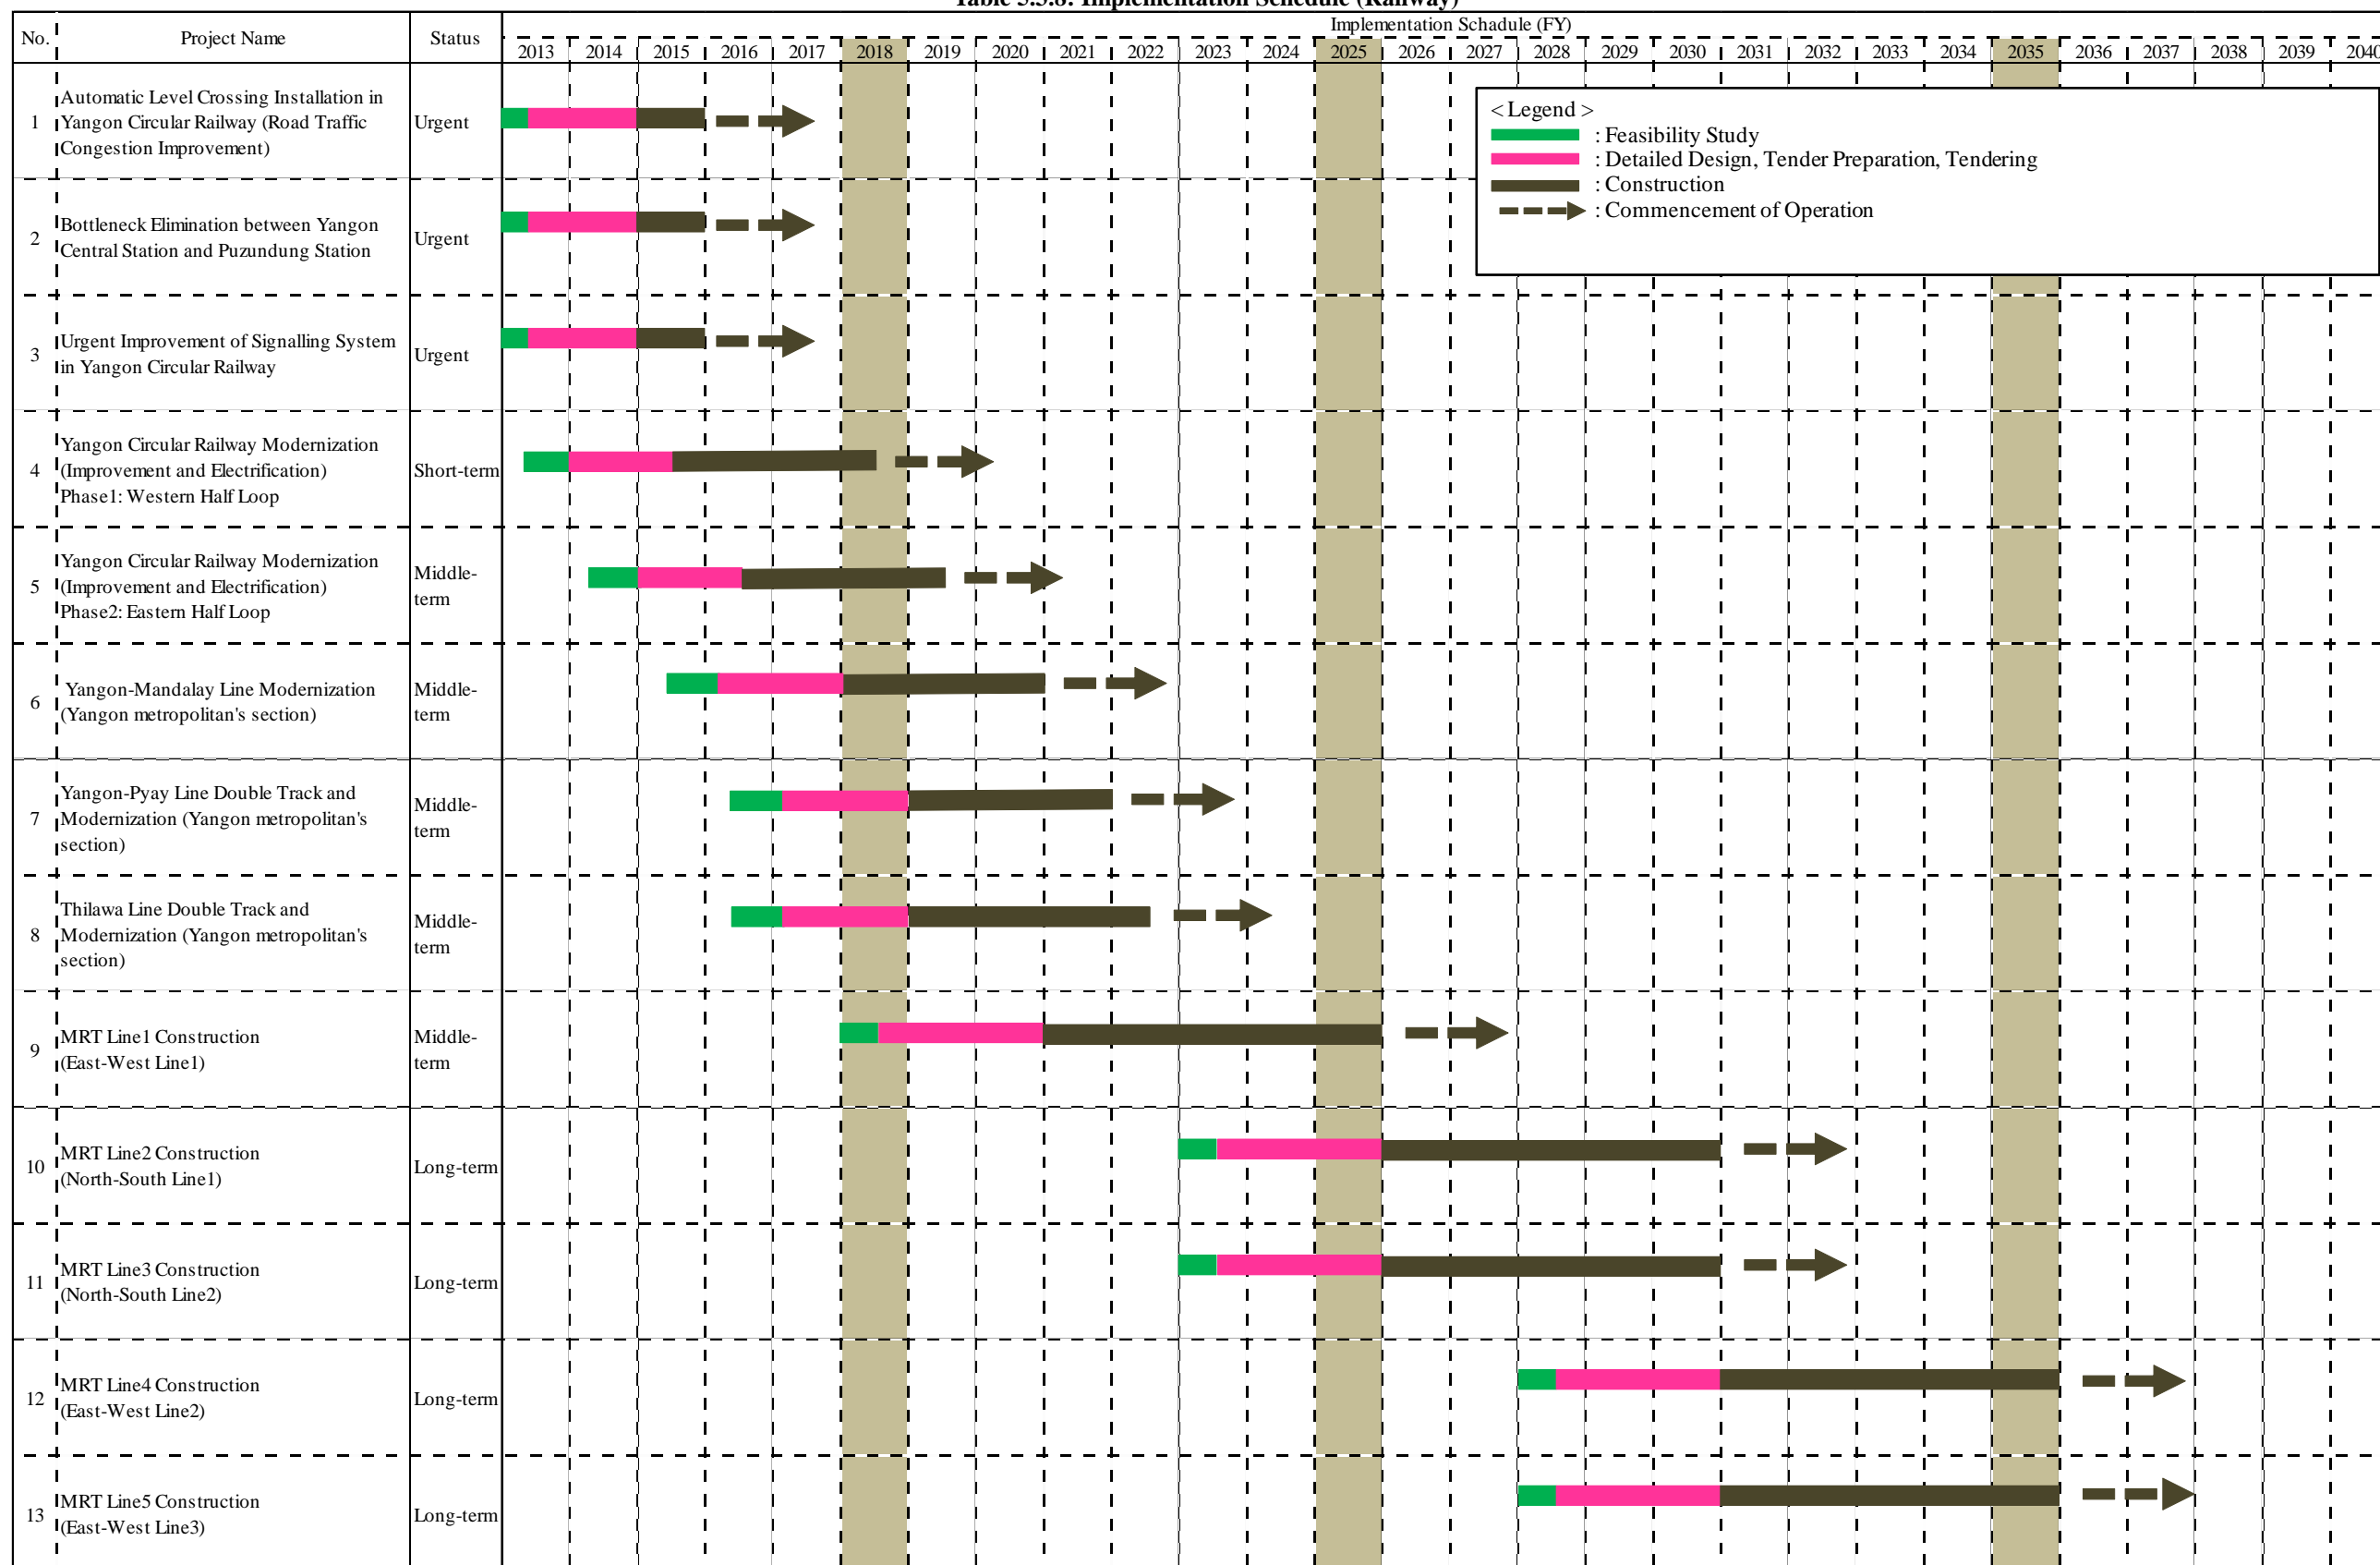 Table 5.5.8: Implementation Schedule (Railway)
No.
Project Name
Status
Implementation Schadule (FY)
2013 2014 2015 2016 2017 2018 2019 2020 2021 2022 2023 2024 2025 2026 2027 2028 2029 2030 2031 2032 2033 2034 2035 2036 2037 2038 2039 2040
< Legend >
: Feasibility Study
: Detailed Design, Tender Preparation, Tendering
: Construction
: Commencement of Operation
1
Automatic Level Crossing Installation in
Yangon Circular Railway (Road Traffic
Congestion Improvement)
Urgent
2
Bottleneck Elimination between Yangon
Central Station and Puzundung Station
Urgent
3
Urgent Improvement of Signalling System
in Yangon Circular Railway
Urgent
4
Yangon Circular Railway Modernization
(Improvement and Electrification)
Phase1: Western Half Loop
Short-term
5
Yangon Circular Railway Modernization
(Improvement and Electrification)
Phase2: Eastern Half Loop
Middle-
term
6
Yangon-Mandalay Line Modernization
(Yangon metropolitan's section)
Middle-
term
7
Yangon-Pyay Line Double Track and
Modernization (Yangon metropolitan's
section)
Middle-
term
8
Thilawa Line Double Track and
Modernization (Yangon metropolitan's
section)
Middle-
term
9
MRT Line1 Construction
(East-West Line1)
Middle-
term
10
MRT Line2 Construction
(North-South Line1)
Long-term
11
MRT Line3 Construction
(North-South Line2)
Long-term
12
MRT Line4 Construction
(East-West Line2)
Long-term
13
MRT Line5 Construction
(East-West Line3)
Long-term